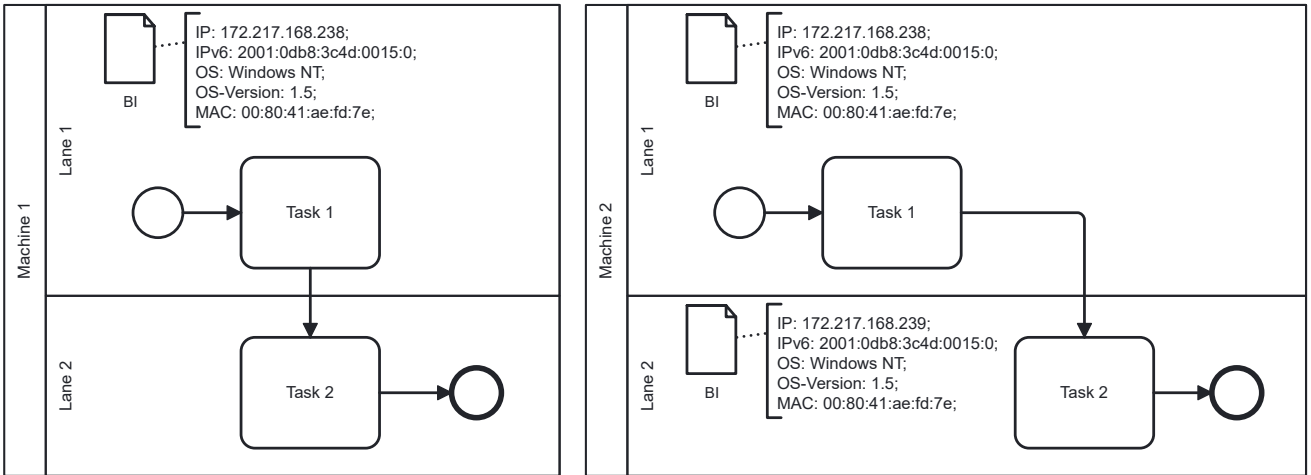 Machine 1
Lane 1
BI
IP: 172.217.168.238;
IPv6: 2001:0db8:3c4d:0015:0;
OS: Windows NT;
OS-Version: 1.5;
MAC: 00:80:41:ae:fd:7e;
Task 1
Lane 2
Task 2
Machine 2
Lane 1
BI
IP: 172.217.168.238;
IPv6: 2001:0db8:3c4d:0015:0;
OS: Windows NT;
OS-Version: 1.5;
MAC: 00:80:41:ae:fd:7e;
Task 1
Lane 2
BI
IP: 172.217.168.239;
IPv6: 2001:0db8:3c4d:0015:0;
OS: Windows NT;
OS-Version: 1.5;
MAC: 00:80:41:ae:fd:7e;
Task 2